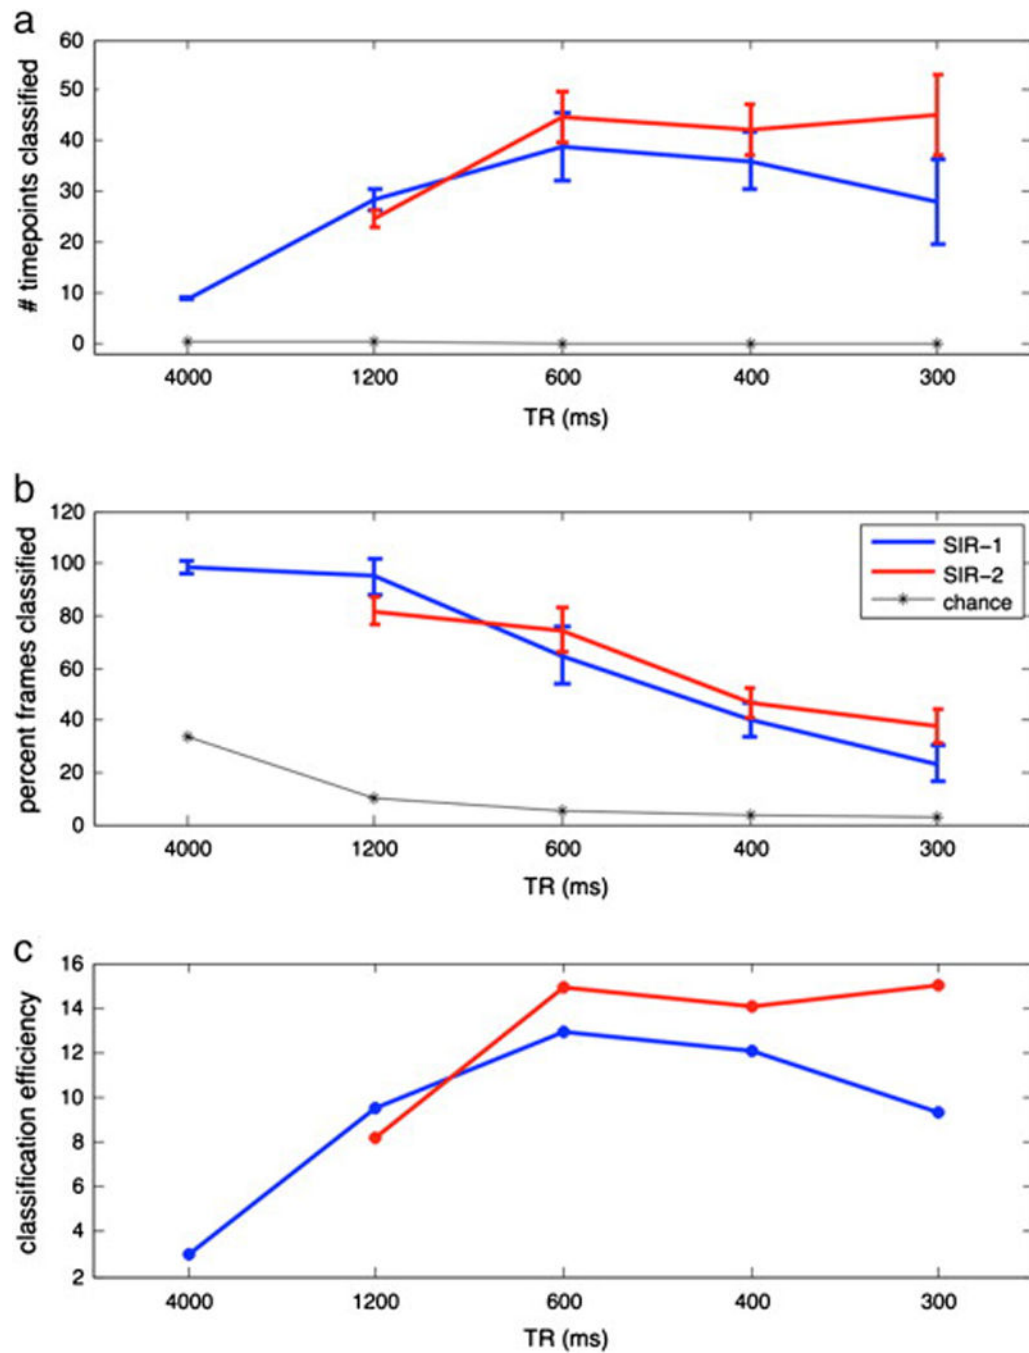 a
# timepoints classified
60
50
40
30
20
10
0
4000 1200 600 400 300
TR (ms)
b
percent frames classified
120
100
80
60
40
20
0
SIR-1
SIR-2
chance
4000 1200 600 400 300
TR (ms)
c
classification efficiency
16
14
12
10
8
6
4
2
4000 1200 600 400 300
TR (ms)